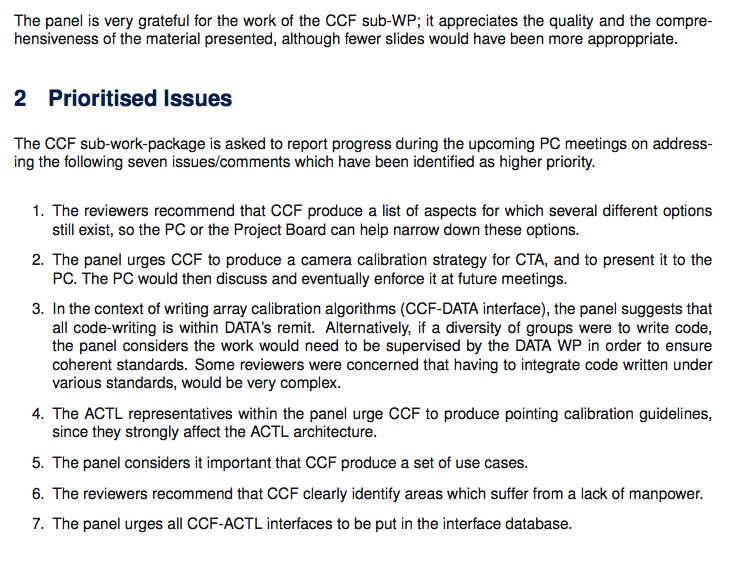 The panel is very grateful for the work of the CCF sub-WP; it appreciates the quality and the compre-
hensiveness of the material presented, although fewer slides would have been more approppriate.
2 Prioritised Issues
The CCF sub-work-package is asked to report progress during the upcoming PC meetings on address-
ing the following seven issues/comments which have been identified as higher priority.
1. The reviewers recommend that CCF produce a list of aspects for which several different options
still exist, so the PC or the Project Board can help narrow down these options.
2. The panel urges CCF to produce a camera calibration strategy for CTA, and to present it to the
PC. The PC would then discuss and eventually enforce it at future meetings.
3. In the context of writing array calibration algorithms (CCF-DATA interface), the panel suggests that
all code-writing is within DATA's remit. Alternatively, if a diversity of groups were to write code,
the panel considers the work would need to be supervised by the DATA WP in order to ensure
coherent standards. Some reviewers were concerned that having to integrate code written under
various standards, would be very complex.
4. The ACTL representatives within the panel urge CCF to produce pointing calibration guidelines,
since they strongly affect the ACTL architecture.
5. The panel considers it important that CCF produce a set of use cases.
6. The reviewers recommend that CCF clearly identify areas which suffer from a lack of manpower.
7. The panel urges all CCF-ACTL interfaces to be put in the interface database.